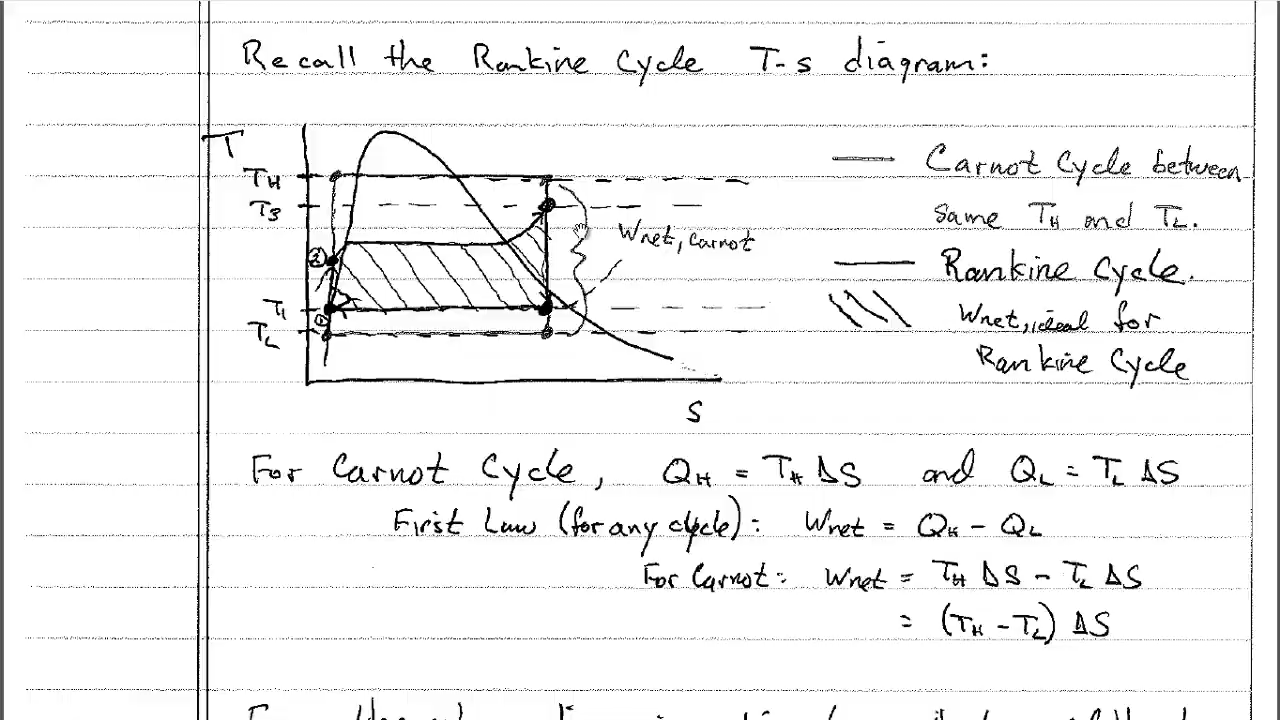 Recall the Rankine Cycle T-s diagram:
T
TH
T3
②
T1
①
TL
S
Wnet, carnot
Carnot Cycle between
same TH and TL.
Rankine Cycle.
Wnet, ideal for
Rankine Cycle
For Carnot Cycle, QH = TH ΔS and QL = TL ΔS
First Law (for any cycle): Wnet = QH - QL
For Carnot: Wnet = TH ΔS - TL ΔS
= (TH - TL) ΔS